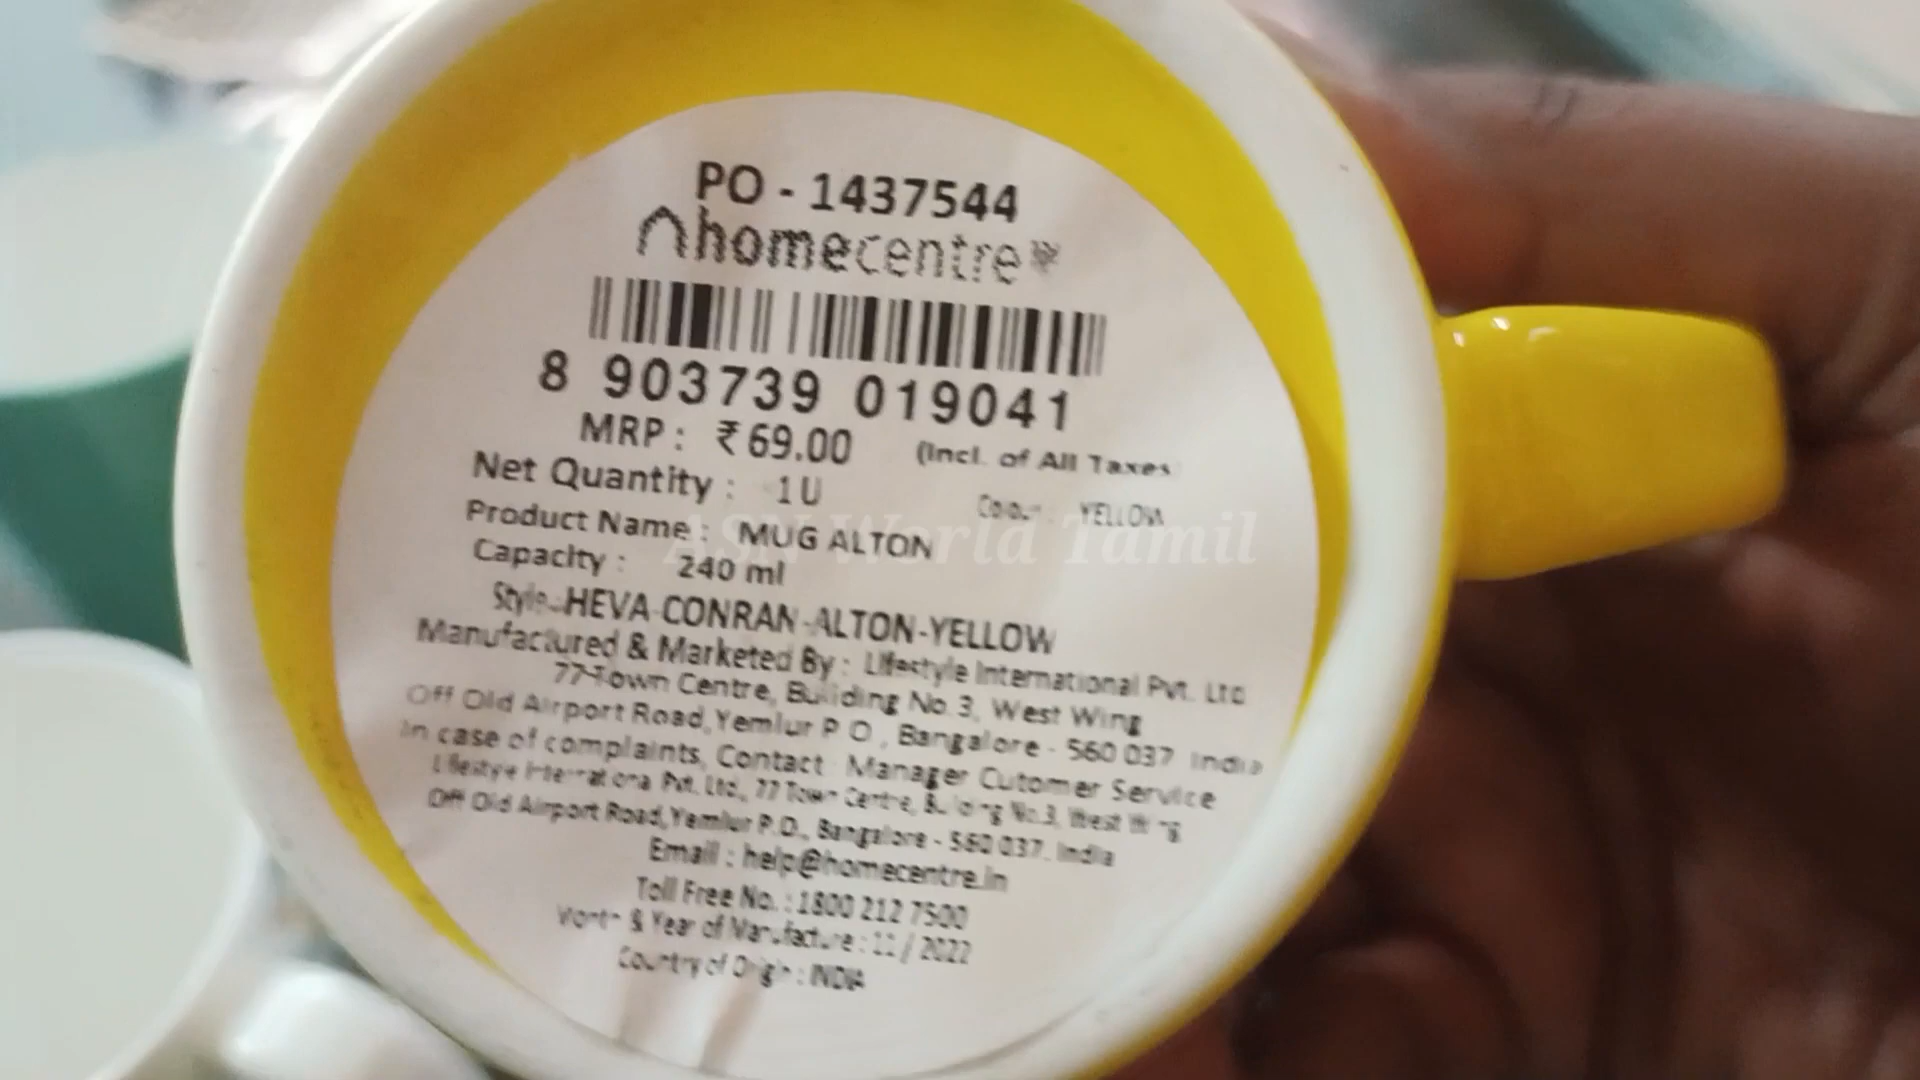 PO - 1437544
homecentre
8 903739 019041
MRP : ₹ 69.00 (Incl. of All Taxes
Net Quantity : 1 U
Colour : YELLOW
Product Name : MUG ALTON
Capacity : 240 ml
Style : HEVA-CONRAN-ALTON-YELLOW
Manufactured & Marketed By : Lifestyle International Pvt. Ltd
77-Town Centre, Building No. 3, West Wing
Off Old Airport Road, Yemlur P O , Bangalore - 560 037 India
In case of complaints, Contact : Manager Cutomer Service
Lifestyle International Pvt. Ltd., 77 Town Centre, Building No.3, West Wing
Off Old Airport Road, Yemlur P.O., Bangalore - 560 037. India
Email : help@homecentre.in
Toll Free No. : 1800 212 7500
Month & Year of Manufacture : 11 / 2022
Country of Origin : INDIA
ASN World Tamil